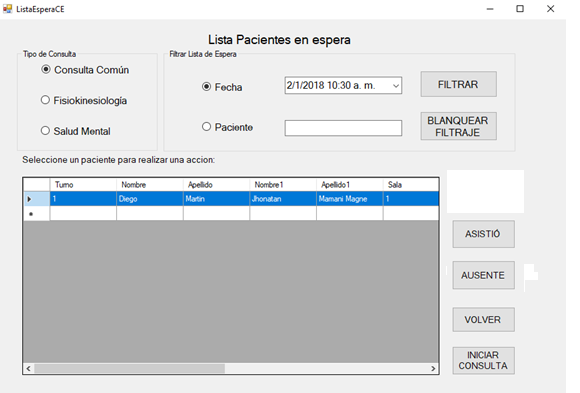 ListaEsperaCE
Lista Pacientes en espera
Tipo de Consulta
Consulta Común
Fisiokinesiología
Salud Mental
Filtrar Lista de Espera
Fecha
2/1/2018 10:30 a. m.
FILTRAR
Paciente
BLANQUEAR
FILTRAJE
Seleccione un paciente para realizar una accion:
Turno Nombre Apellido Nombre1 Apellido1 Sala
1 Diego Martin Jhonatan Mamani Magne 1
ASISTIÓ
AUSENTE
VOLVER
INICIAR
CONSULTA